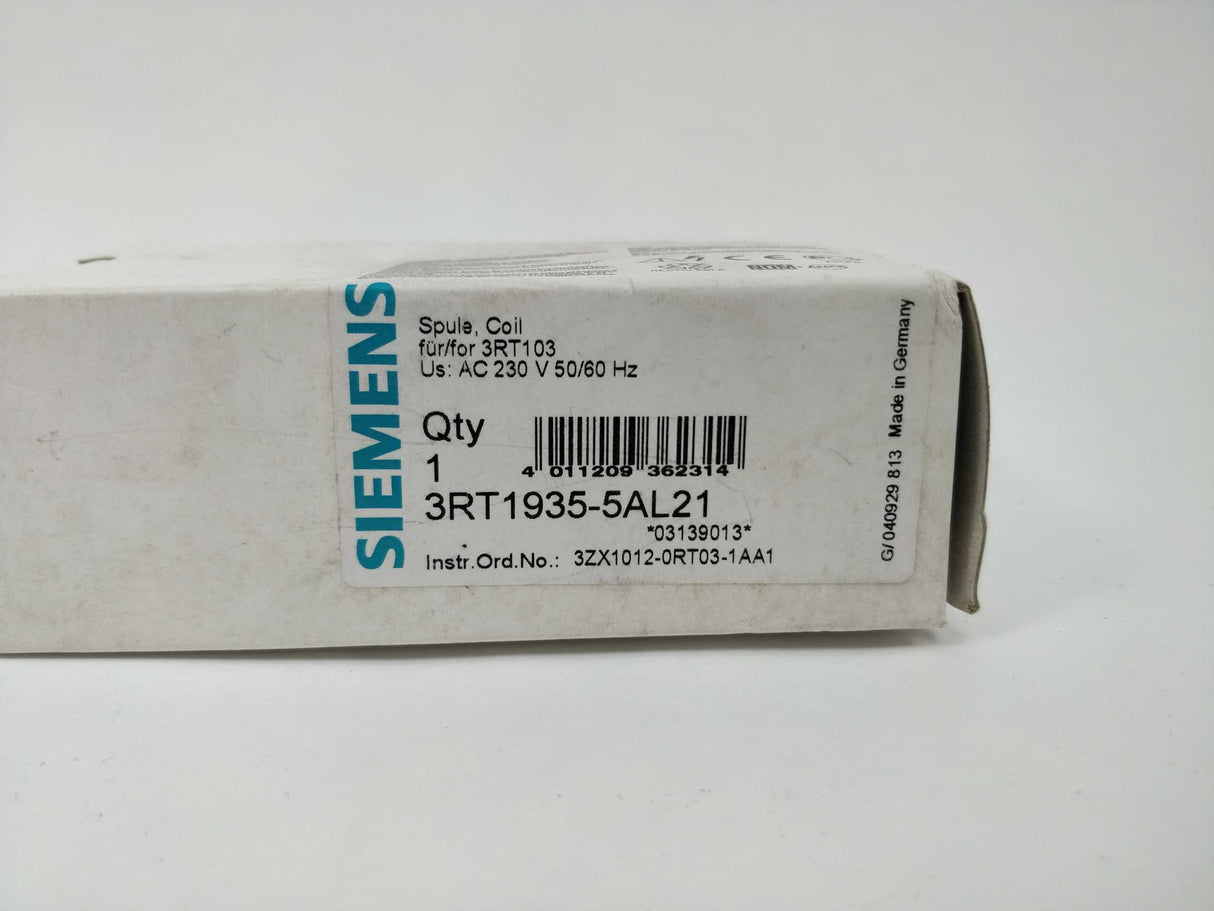 SIEMENS
Spule, Coil
für/for 3RT103
Us: AC 230 V 50/60 Hz
Qty
1
4 011209 362314
3RT1935-5AL21
*03139013*
Instr.Ord.No.: 3ZX1012-0RT03-1AA1
G/040929 813 Made in Germany